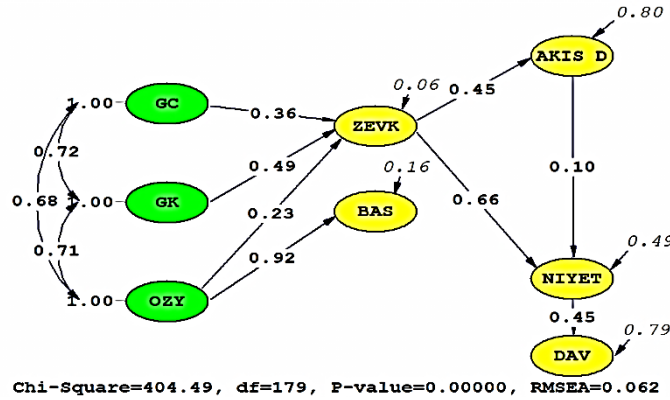 0.80
AKIS D
0.06
0.45
1.00
GC
0.36
ZEVK
0.72
0.49
0.10
0.16
0.68
1.00
GK
0.23
BAS
0.66
0.71
0.92
0.49
1.00
OZY
NIYET
0.45
0.79
DAV
Chi-Square=404.49, df=179, P-value=0.00000, RMSEA=0.062